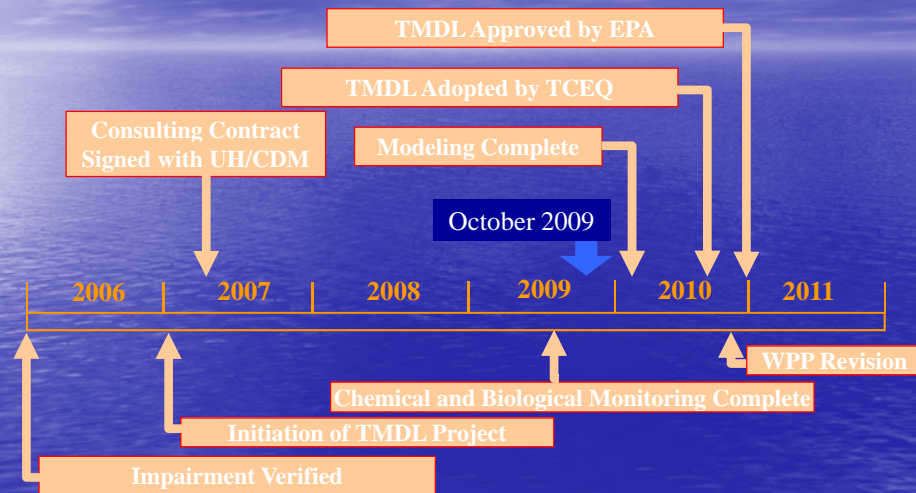 TMDL Approved by EPA
TMDL Adopted by TCEQ
Consulting Contract
Signed with UH/CDM
Modeling Complete
October 2009
2006 2007 2008 2009 2010 2011
WPP Revision
Chemical and Biological Monitoring Complete
Initiation of TMDL Project
Impairment Verified